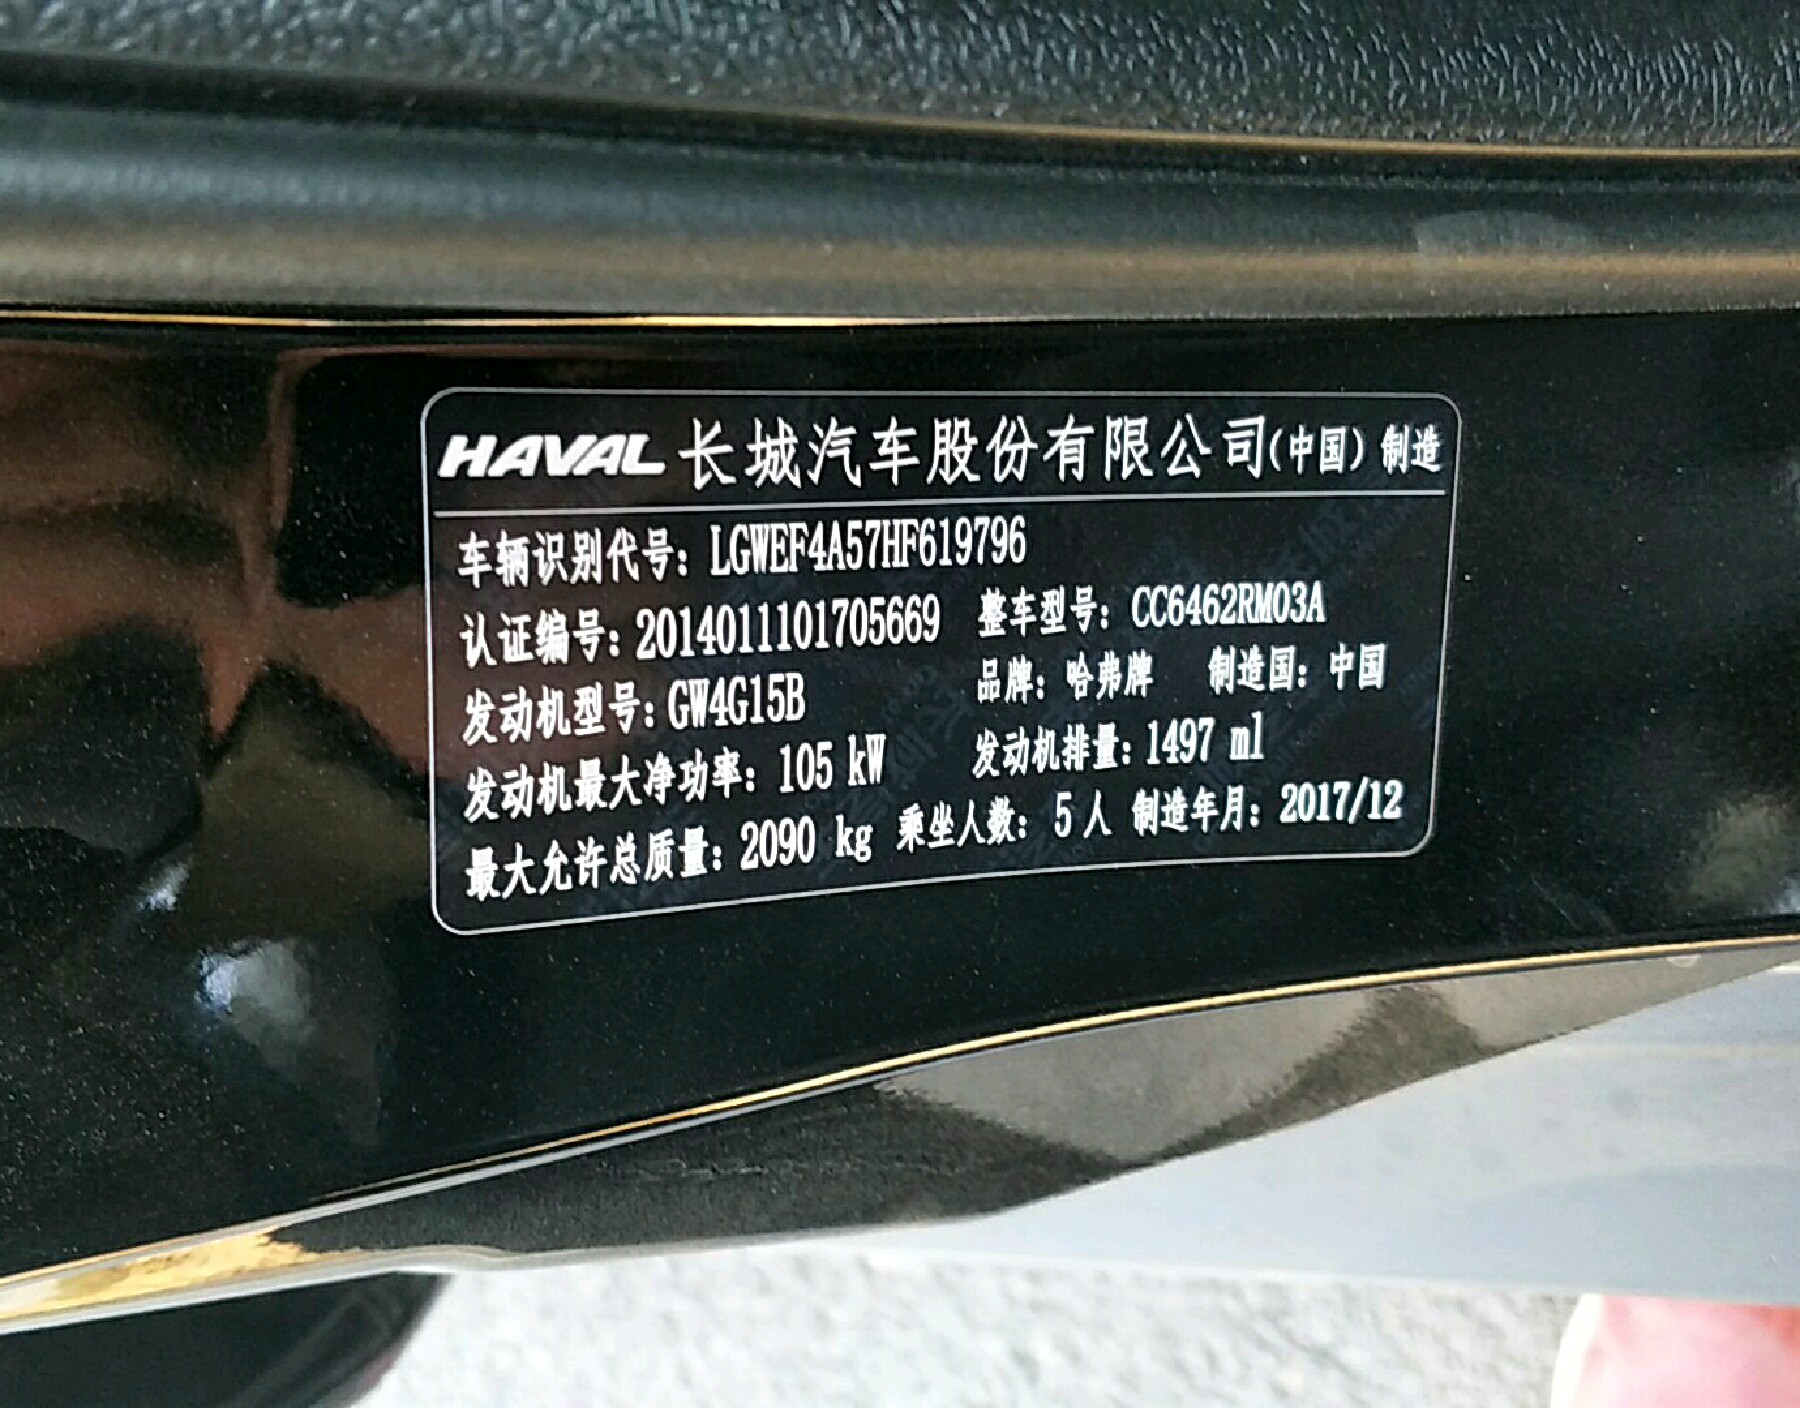 HAVAL 长城汽车股份有限公司(中国)制造
车辆识别代号: LGWEF4A57HF619796
认证编号: 2014011101705669 整车型号: CC6462RM03A
发动机型号: GW4G15B 品牌: 哈弗牌 制造国: 中国
发动机最大净功率: 105 kW 发动机排量: 1497 ml
最大允许总质量: 2090 kg 乘坐人数: 5人 制造年月: 2017/12